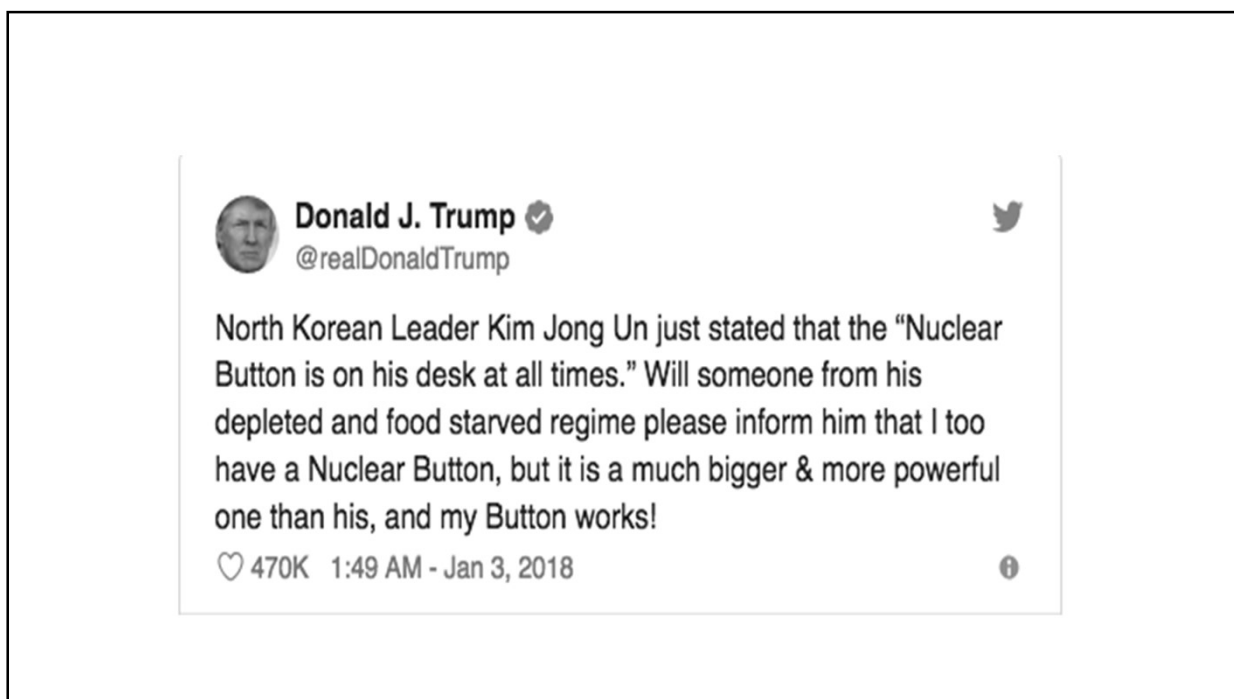 Donald J. Trump
@realDonaldTrump
North Korean Leader Kim Jong Un just stated that the “Nuclear
Button is on his desk at all times.” Will someone from his
depleted and food starved regime please inform him that I too
have a Nuclear Button, but it is a much bigger & more powerful
one than his, and my Button works!
470K 1:49 AM - Jan 3, 2018